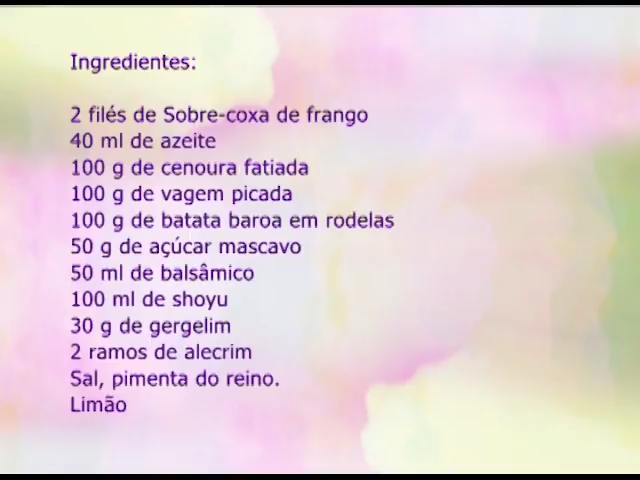 Ingredientes:
2 filés de Sobre-coxa de frango
40 ml de azeite
100 g de cenoura fatiada
100 g de vagem picada
100 g de batata baroa em rodelas
50 g de açúcar mascavo
50 ml de balsâmico
100 ml de shoyu
30 g de gergelim
2 ramos de alecrim
Sal, pimenta do reino.
Limão